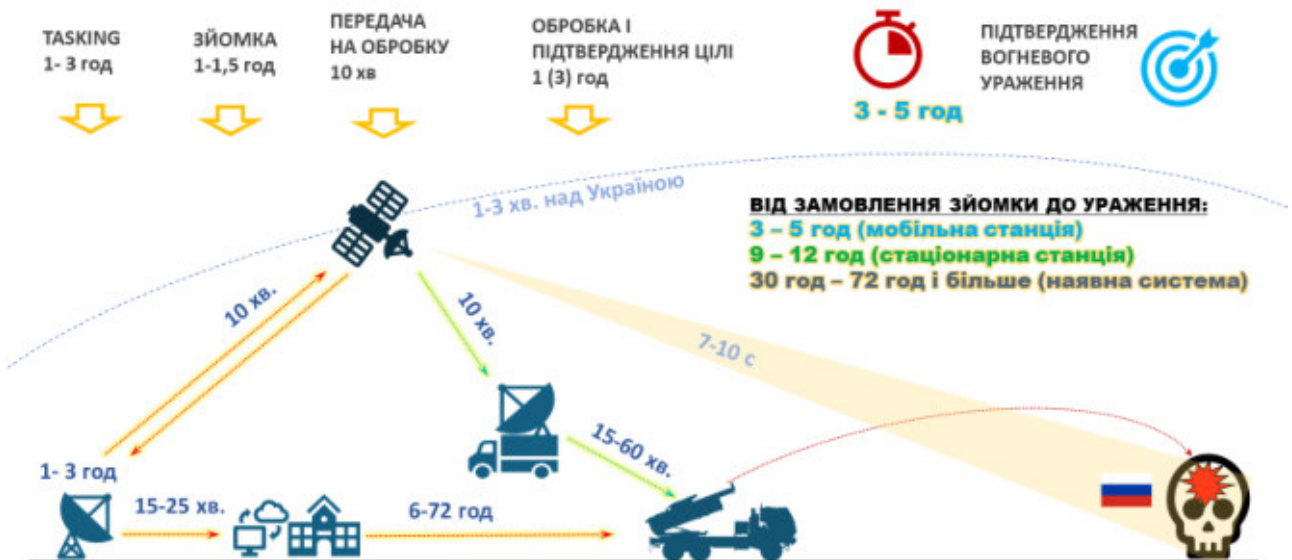 TASKING
1- 3 год
ЗЙОМКА
1-1,5 год
ПЕРЕДАЧА
НА ОБРОБКУ
10 хв
ОБРОБКА І
ПІДТВЕРДЖЕННЯ ЦІЛІ
1 (3) год
3 - 5 год
ПІДТВЕРДЖЕННЯ
ВОГНЕВОГО
УРАЖЕННЯ
1-3 хв. над Україною
ВІД ЗАМОВЛЕННЯ ЗЙОМКИ ДО УРАЖЕННЯ:
3 – 5 год (мобільна станція)
9 – 12 год (стаціонарна станція)
30 год – 72 год і більше (наявна система)
10 хв.
10 хв.
7-10 с
15-60 хв.
1- 3 год
15-25 хв.
6-72 год